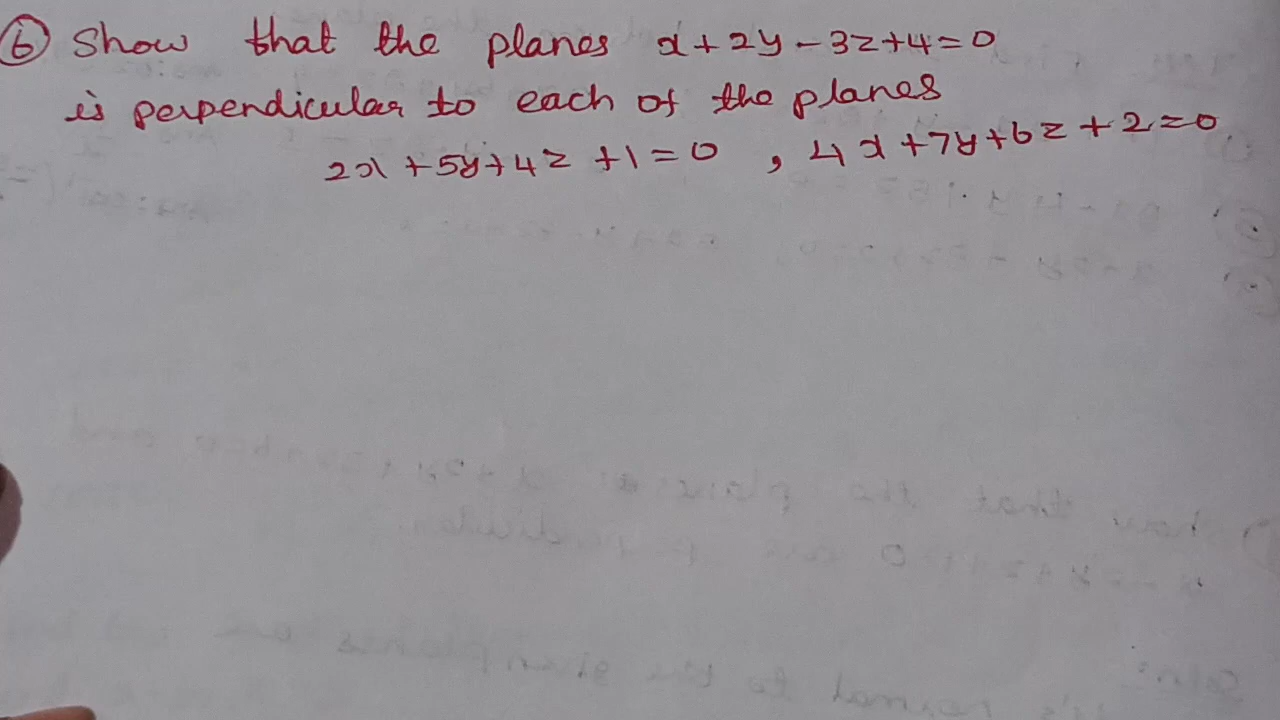 6 Show that the planes x+2y-3z+4=0
is perpendicular to each of the planes
2x+5y+4z+1=0 , 4x+7y+6z+2=0